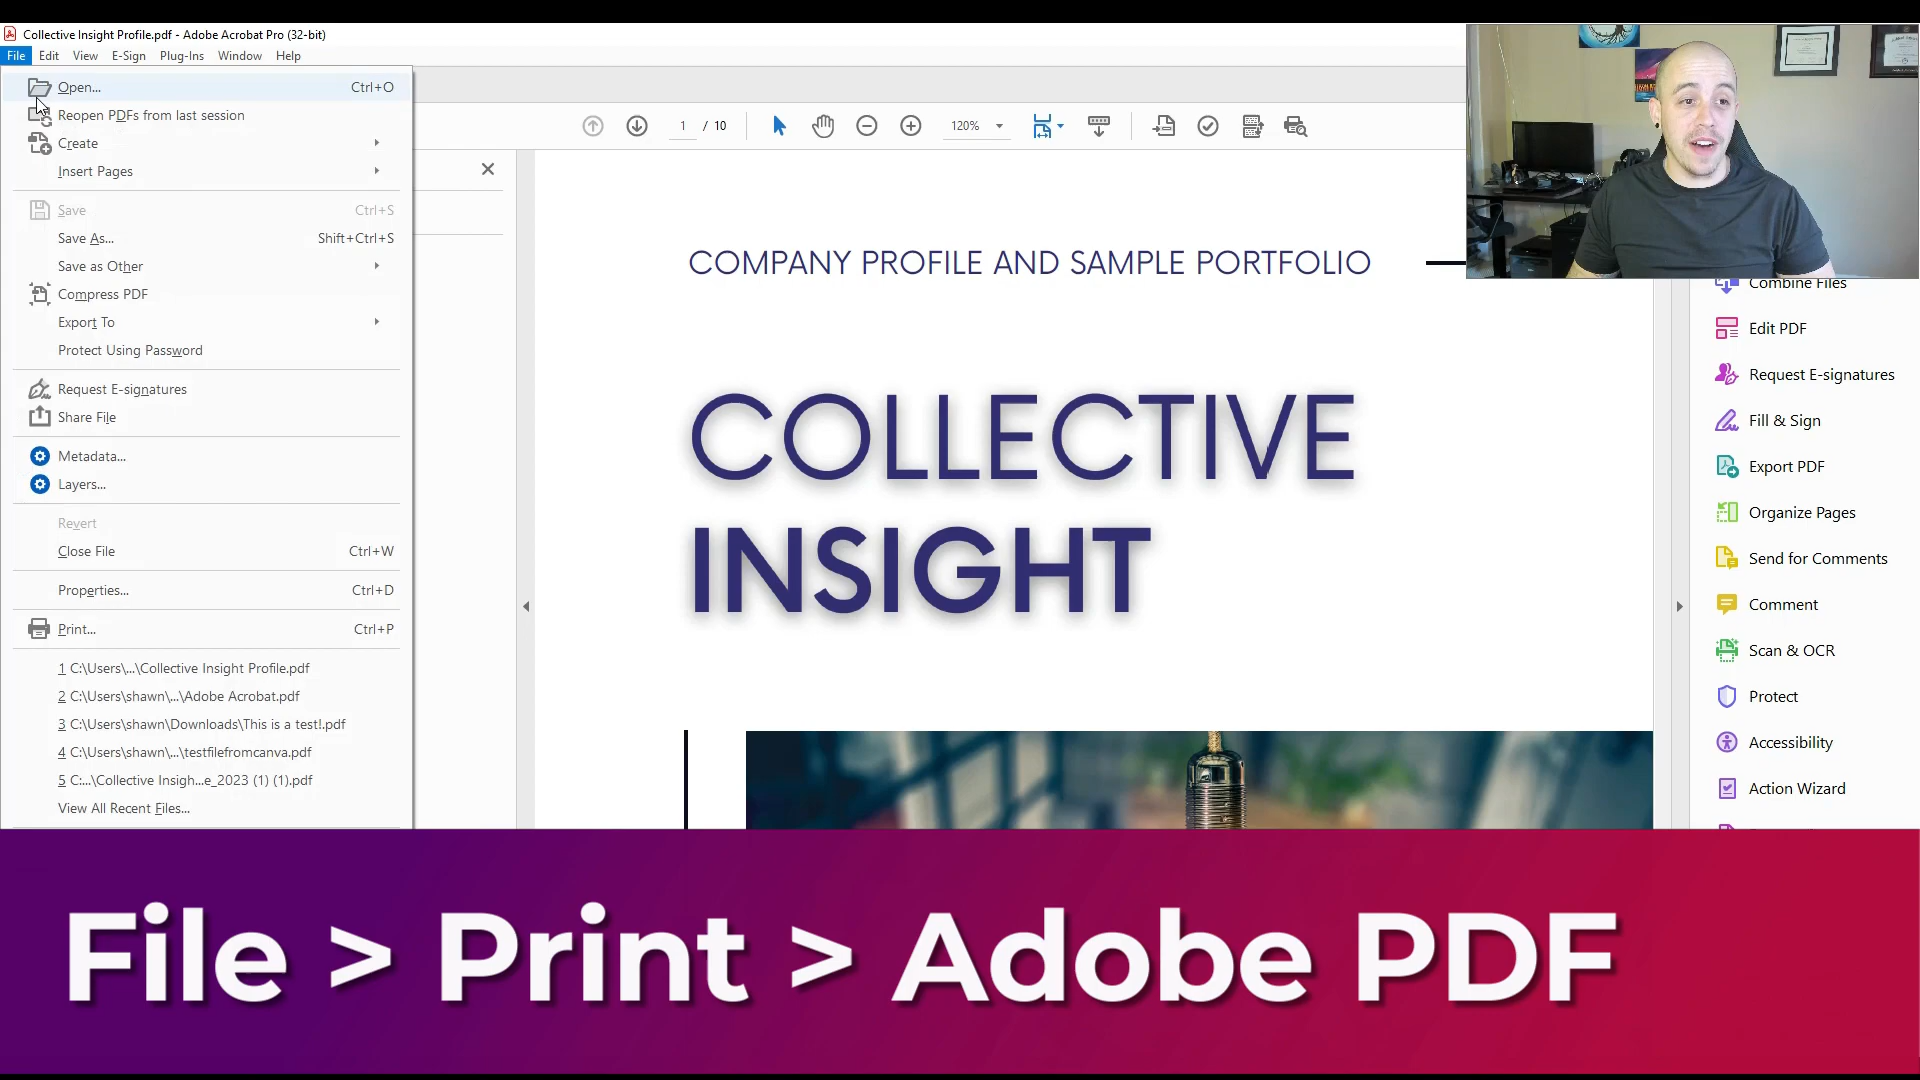 Collective Insight Profile.pdf - Adobe Acrobat Pro (32-bit)
File Edit View E-Sign Plug-Ins Window Help
Open... Ctrl+O
Reopen PDFs from last session
Create
Insert Pages
Save Ctrl+S
Save As... Shift+Ctrl+S
Save as Other
Compress PDF
Export To
Protect Using Password
Request E-signatures
Share File
Metadata...
Layers...
Revert
Close File Ctrl+W
Properties... Ctrl+D
Print... Ctrl+P
1 C:\Users\...\Collective Insight Profile.pdf
2 C:\Users\shawn\...\Adobe Acrobat.pdf
3 C:\Users\shawn\Downloads\This is a test!.pdf
4 C:\Users\shawn\...\testfilefromcanva.pdf
5 C:...\Collective Insigh...e_2023 (1) (1).pdf
View All Recent Files...
1 / 10 120%
COMPANY PROFILE AND SAMPLE PORTFOLIO
COLLECTIVE
INSIGHT
Combine Files
Edit PDF
Request E-signatures
Fill & Sign
Export PDF
Organize Pages
Send for Comments
Comment
Scan & OCR
Protect
Accessibility
Action Wizard
File > Print > Adobe PDF